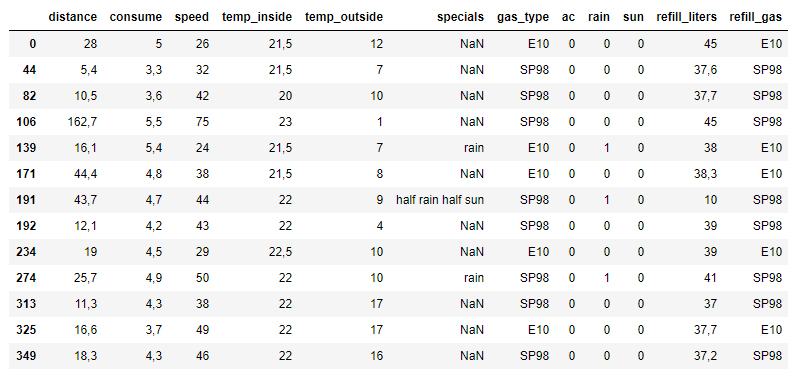 distance consume speed temp_inside temp_outside specials gas_type ac rain sun refill_liters refill_gas
0 28 5 26 21,5 12 NaN E10 0 0 0 45 E10
44 5,4 3,3 32 21,5 7 NaN SP98 0 0 0 37,6 SP98
82 10,5 3,6 42 20 10 NaN SP98 0 0 0 37,7 SP98
106 162,7 5,5 75 23 1 NaN SP98 0 0 0 45 SP98
139 16,1 5,4 24 21,5 7 rain E10 0 1 0 38 E10
171 44,4 4,8 38 21,5 8 NaN E10 0 0 0 38,3 E10
191 43,7 4,7 44 22 9 half rain half sun SP98 0 1 0 10 SP98
192 12,1 4,2 43 22 4 NaN SP98 0 0 0 39 SP98
234 19 4,5 29 22,5 10 NaN E10 0 0 0 39 E10
274 25,7 4,9 50 22 10 rain SP98 0 1 0 41 SP98
313 11,3 4,3 38 22 17 NaN SP98 0 0 0 37 SP98
325 16,6 3,7 49 22 17 NaN E10 0 0 0 37,7 E10
349 18,3 4,3 46 22 16 NaN SP98 0 0 0 37,2 SP98